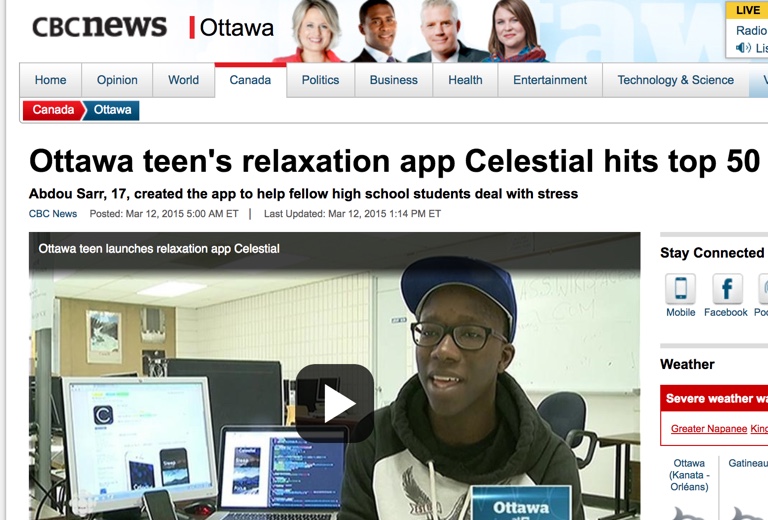 CBCnews | Ottawa
LIVE
Radio
Home Opinion World Canada Politics Business Health Entertainment Technology & Science
Canada Ottawa
Ottawa teen's relaxation app Celestial hits top 50
Abdou Sarr, 17, created the app to help fellow high school students deal with stress
CBC News Posted: Mar 12, 2015 5:00 AM ET | Last Updated: Mar 12, 2015 1:14 PM ET
Ottawa teen launches relaxation app Celestial
Stay Connected
Mobile Facebook
Weather
Severe weather
Greater Napanee
Ottawa
(Kanata -
Orléans)
Gatineau
Ottawa